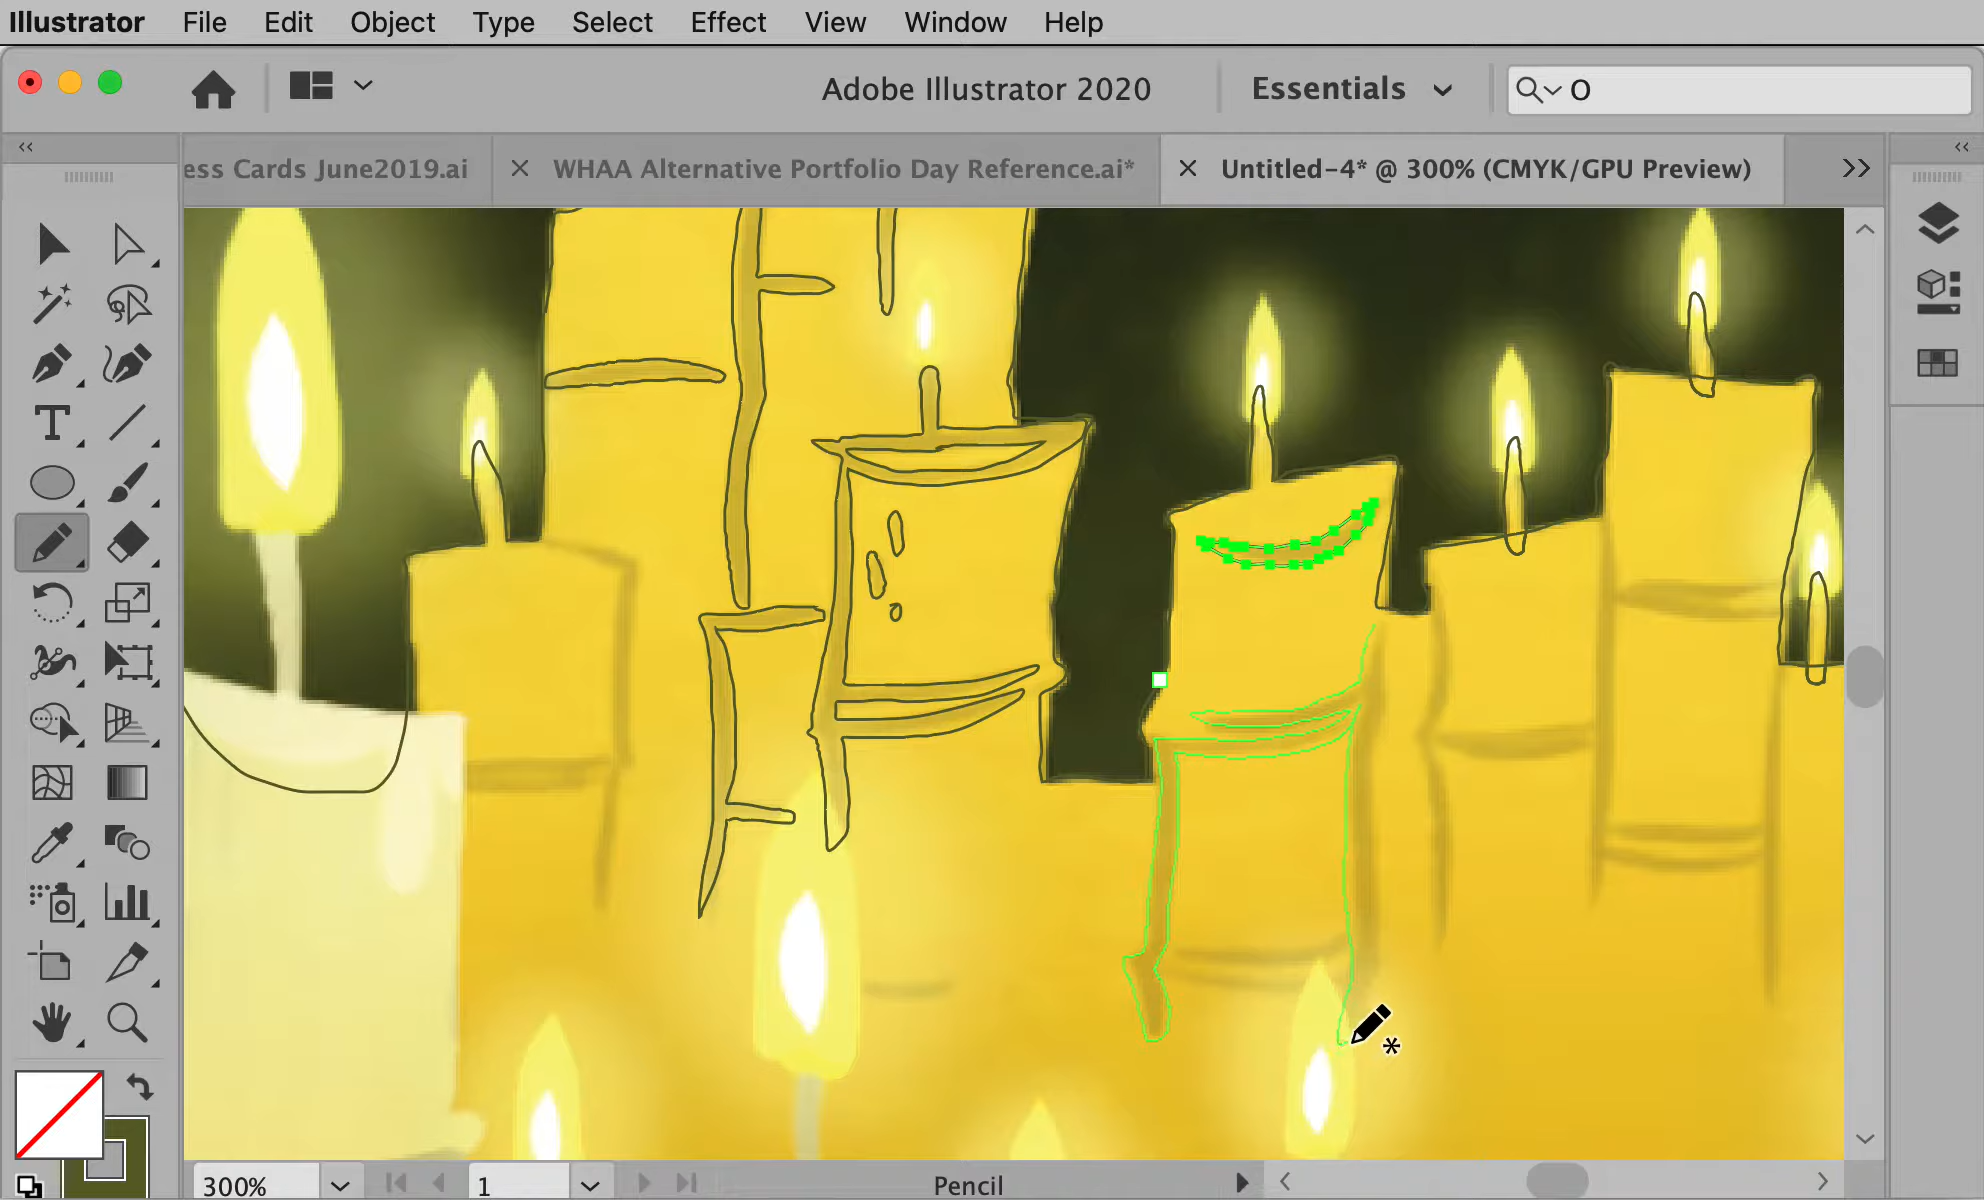 Illustrator File Edit Object Type Select Effect View Window Help
Adobe Illustrator 2020 Essentials O
ess Cards June2019.ai × WHAA Alternative Portfolio Day Reference.ai* × Untitled-4* @ 300% (CMYK/GPU Preview)
300% 1 Pencil